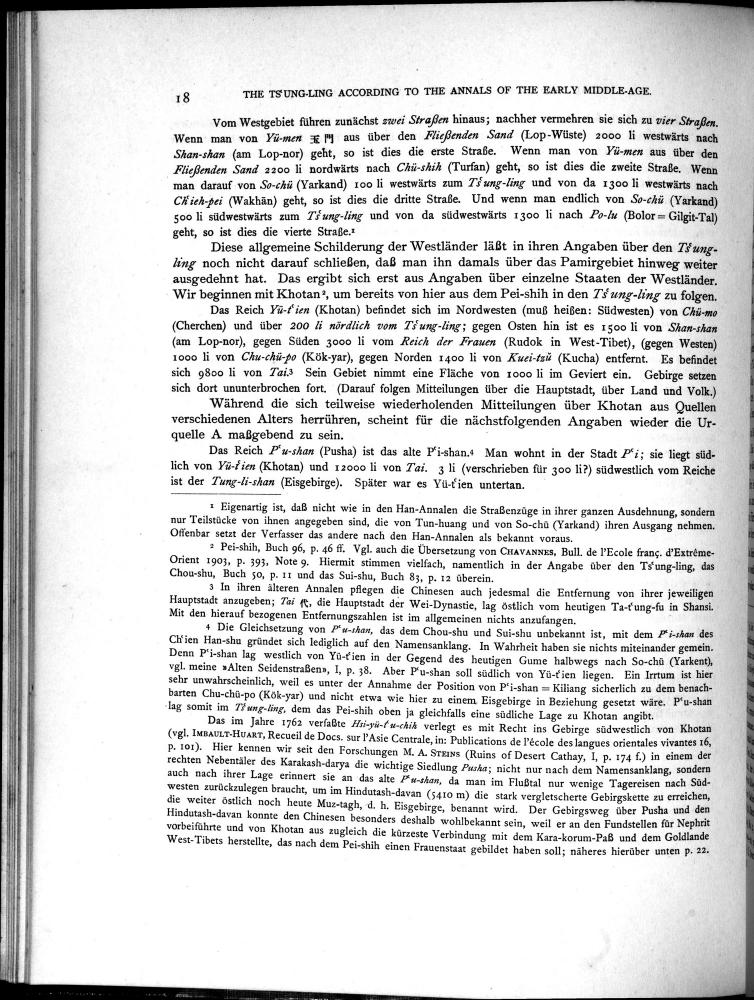 18
THE TSʻUNG-LING ACCORDING TO THE ANNALS OF THE EARLY MIDDLE-AGE.
Vom Westgebiet führen zunächst zwei Straßen hinaus; nachher vermehren sie sich zu vier Straßen.
Wenn man von Yü-men 玉門 aus über den Fließenden Sand (Lop-Wüste) 2000 li westwärts nach
Shan-shan (am Lop-nor) geht, so ist dies die erste Straße. Wenn man von Yü-men aus über den
Fließenden Sand 2200 li nordwärts nach Chü-shih (Turfan) geht, so ist dies die zweite Straße. Wenn
man darauf von So-chü (Yarkand) 100 li westwärts zum Tsʻung-ling und von da 1300 li westwärts nach
Chʻieh-pei (Wakhān) geht, so ist dies die dritte Straße. Und wenn man endlich von So-chü (Yarkand)
500 li südwestwärts zum Tsʻung-ling und von da südwestwärts 1300 li nach Po-lu (Bolor = Gilgit-Tal)
geht, so ist dies die vierte Straße.¹
Diese allgemeine Schilderung der Westländer läßt in ihren Angaben über den Tsʻung-
ling noch nicht darauf schließen, daß man ihn damals über das Pamirgebiet hinweg weiter
ausgedehnt hat. Das ergibt sich erst aus Angaben über einzelne Staaten der Westländer.
Wir beginnen mit Khotan², um bereits von hier aus dem Pei-shih in den Tsʻung-ling zu folgen.
Das Reich Yü-tʻien (Khotan) befindet sich im Nordwesten (muß heißen: Südwesten) von Chü-mo
(Cherchen) und über 200 li nördlich vom Tsʻung-ling; gegen Osten hin ist es 1500 li von Shan-shan
(am Lop-nor), gegen Süden 3000 li vom Reich der Frauen (Rudok in West-Tibet), (gegen Westen)
1000 li von Chu-chü-po (Kök-yar), gegen Norden 1400 li von Kuei-tzŭ (Kucha) entfernt. Es befindet
sich 9800 li von Tai.³ Sein Gebiet nimmt eine Fläche von 1000 li im Geviert ein. Gebirge setzen
sich dort ununterbrochen fort. (Darauf folgen Mitteilungen über die Hauptstadt, über Land und Volk.)
Während die sich teilweise wiederholenden Mitteilungen über Khotan aus Quellen
verschiedenen Alters herrühren, scheint für die nächstfolgenden Angaben wieder die Ur-
quelle A maßgebend zu sein.
Das Reich Pʻu-shan (Pusha) ist das alte Pʻi-shan.⁴ Man wohnt in der Stadt Pʻi; sie liegt süd-
lich von Yü-tʻien (Khotan) und 12000 li von Tai. 3 li (verschrieben für 300 li?) südwestlich vom Reiche
ist der Tung-li-shan (Eisgebirge). Später war es Yü-tʻien untertan.
¹ Eigenartig ist, daß nicht wie in den Han-Annalen die Straßenzüge in ihrer ganzen Ausdehnung, sondern
nur Teilstücke von ihnen angegeben sind, die von Tun-huang und von So-chü (Yarkand) ihren Ausgang nehmen.
Offenbar setzt der Verfasser das andere nach den Han-Annalen als bekannt voraus.
² Pei-shih, Buch 96, p. 46 ff. Vgl. auch die Übersetzung von CHAVANNES, Bull. de l'Ecole franç. d'Extrême-
Orient 1903, p. 393, Note 9. Hiermit stimmen vielfach, namentlich in der Angabe über den Tsʻung-ling, das
Chou-shu, Buch 50, p. 11 und das Sui-shu, Buch 83, p. 12 überein.
³ In ihren älteren Annalen pflegen die Chinesen auch jedesmal die Entfernung von ihrer jeweiligen
Hauptstadt anzugeben; Tai 代, die Hauptstadt der Wei-Dynastie, lag östlich vom heutigen Ta-tʻung-fu in Shansi.
Mit den hierauf bezogenen Entfernungszahlen ist im allgemeinen nichts anzufangen.
⁴ Die Gleichsetzung von Pʻu-shan, das dem Chou-shu und Sui-shu unbekannt ist, mit dem Pʻi-shan des
Chʻien Han-shu gründet sich lediglich auf den Namensanklang. In Wahrheit haben sie nichts miteinander gemein.
Denn Pʻi-shan lag westlich von Yü-tʻien in der Gegend des heutigen Gume halbwegs nach So-chü (Yarkent),
vgl. meine »Alten Seidenstraßen», I, p. 38. Aber Pʻu-shan soll südlich von Yü-tʻien liegen. Ein Irrtum ist hier
sehr unwahrscheinlich, weil es unter der Annahme der Position von Pʻi-shan = Kiliang sicherlich zu dem benach-
barten Chu-chü-po (Kök-yar) und nicht etwa wie hier zu einem Eisgebirge in Beziehung gesetzt wäre. Pʻu-shan
lag somit im Tsʻung-ling, dem das Pei-shih oben ja gleichfalls eine südliche Lage zu Khotan angibt.
Das im Jahre 1762 verfaßte Hsi-yü-tʻu-chih verlegt es mit Recht ins Gebirge südwestlich von Khotan
(vgl. IMBAULT-HUART, Recueil de Docs. sur l'Asie Centrale, in: Publications de l'école des langues orientales vivantes 16,
p. 101). Hier kennen wir seit den Forschungen M. A. STEINS (Ruins of Desert Cathay, I, p. 174 f.) in einem der
rechten Nebentäler des Karakash-darya die wichtige Siedlung Pusha; nicht nur nach dem Namensanklang, sondern
auch nach ihrer Lage erinnert sie an das alte Pʻu-shan, da man im Flußtal nur wenige Tagereisen nach Süd-
westen zurückzulegen braucht, um im Hindutash-davan (5410 m) die stark vergletscherte Gebirgskette zu erreichen,
die weiter östlich noch heute Muz-tagh, d. h. Eisgebirge, benannt wird. Der Gebirgsweg über Pusha und den
Hindutash-davan konnte den Chinesen besonders deshalb wohlbekannt sein, weil er an den Fundstellen für Nephrit
vorbeiführte und von Khotan aus zugleich die kürzeste Verbindung mit dem Kara-korum-Paß und dem Goldlande
West-Tibets herstellte, das nach dem Pei-shih einen Frauenstaat gebildet haben soll; näheres hierüber unten p. 22.